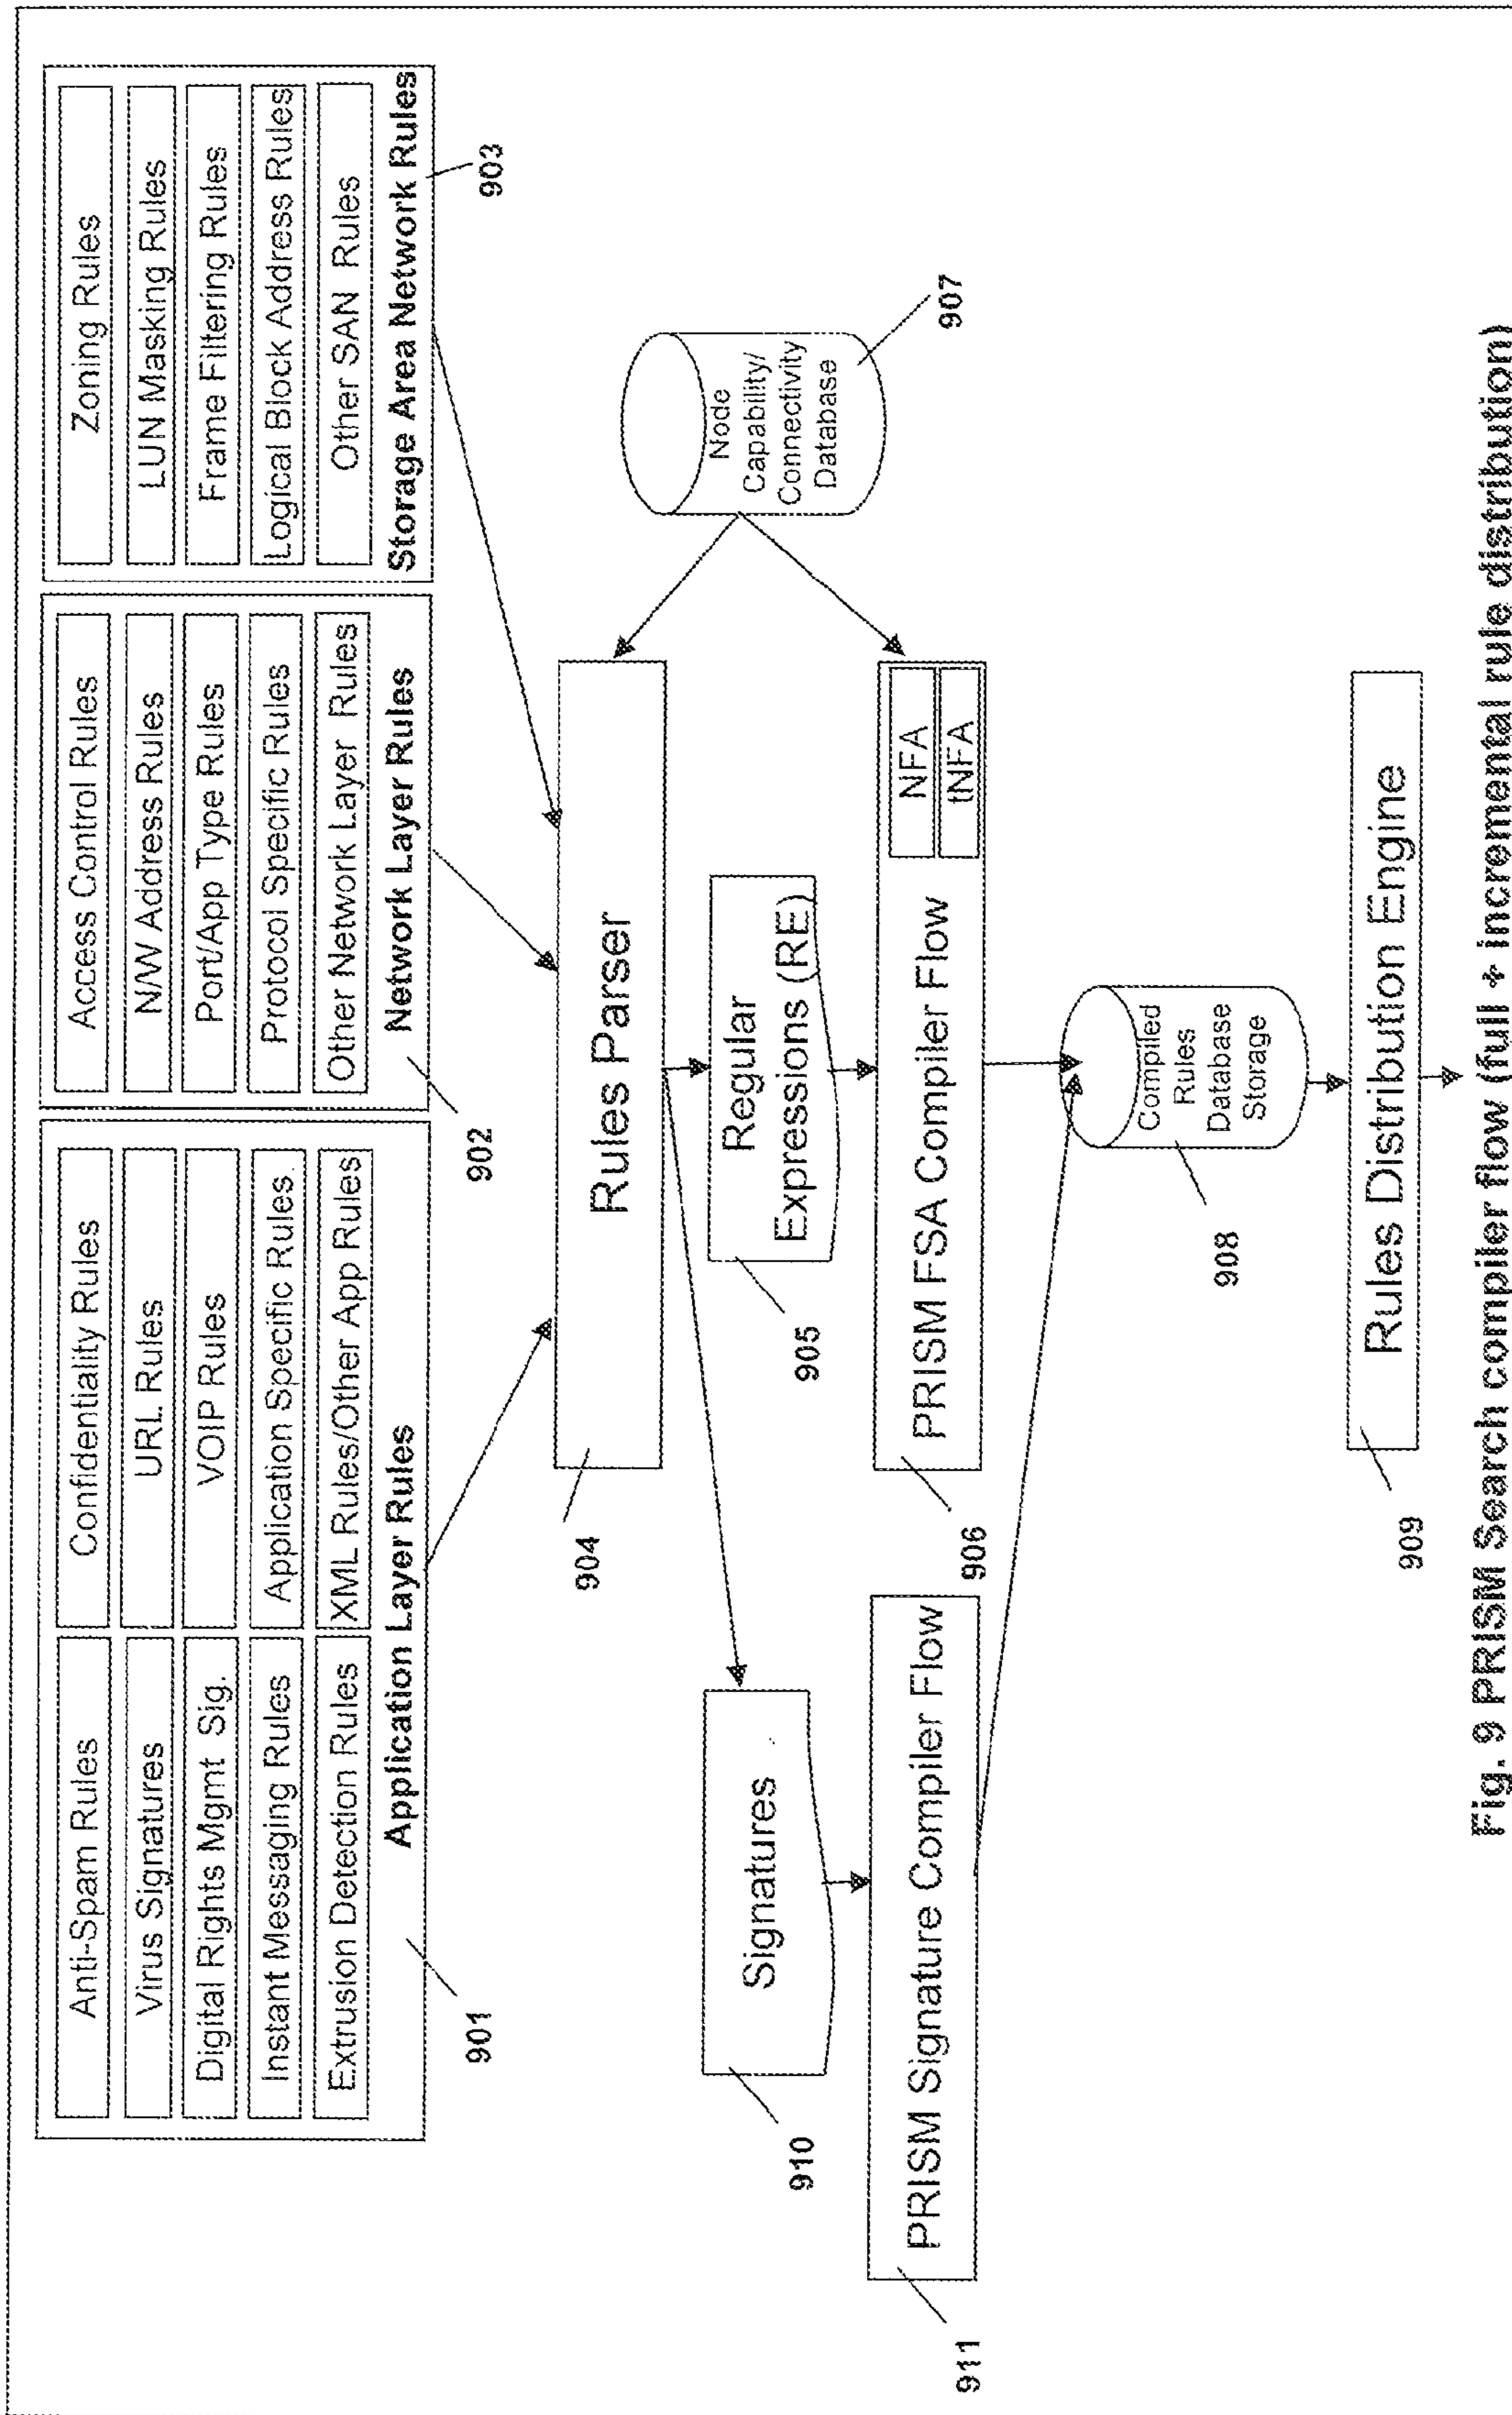 Anti-Spam Rules
Confidentiality Rules
Virus Signatures
URL Rules
Digital Rights Mgmt Sig.
VOIP Rules
Instant Messaging Rules
Application Specific Rules.
Extrusion Detection Rules
XML Rules/Other App Rules
Application Layer Rules
901
Access Control Rules
N/W Address Rules
Port/App Type Rules
Protocol Specific Rules
Other Network Layer Rules
Network Layer Rules
902
Zoning Rules
LUN Masking Rules
Frame Filtering Rules
Logical Block Address Rules
Other SAN Rules
Storage Area Network Rules
903
Rules Parser
904
Node
Capability/
Connectivity
Database
907
Signatures
910
Regular
Expressions (RE)
905
PRISM Signature Compiler Flow
911
PRISM FSA Compiler Flow
NFA
tNFA
906
Compiled
Rules
Database
Storage
908
Rules Distribution Engine
909
Fig. 9 PRISM Search compiler flow (full + incremental rule distribution)